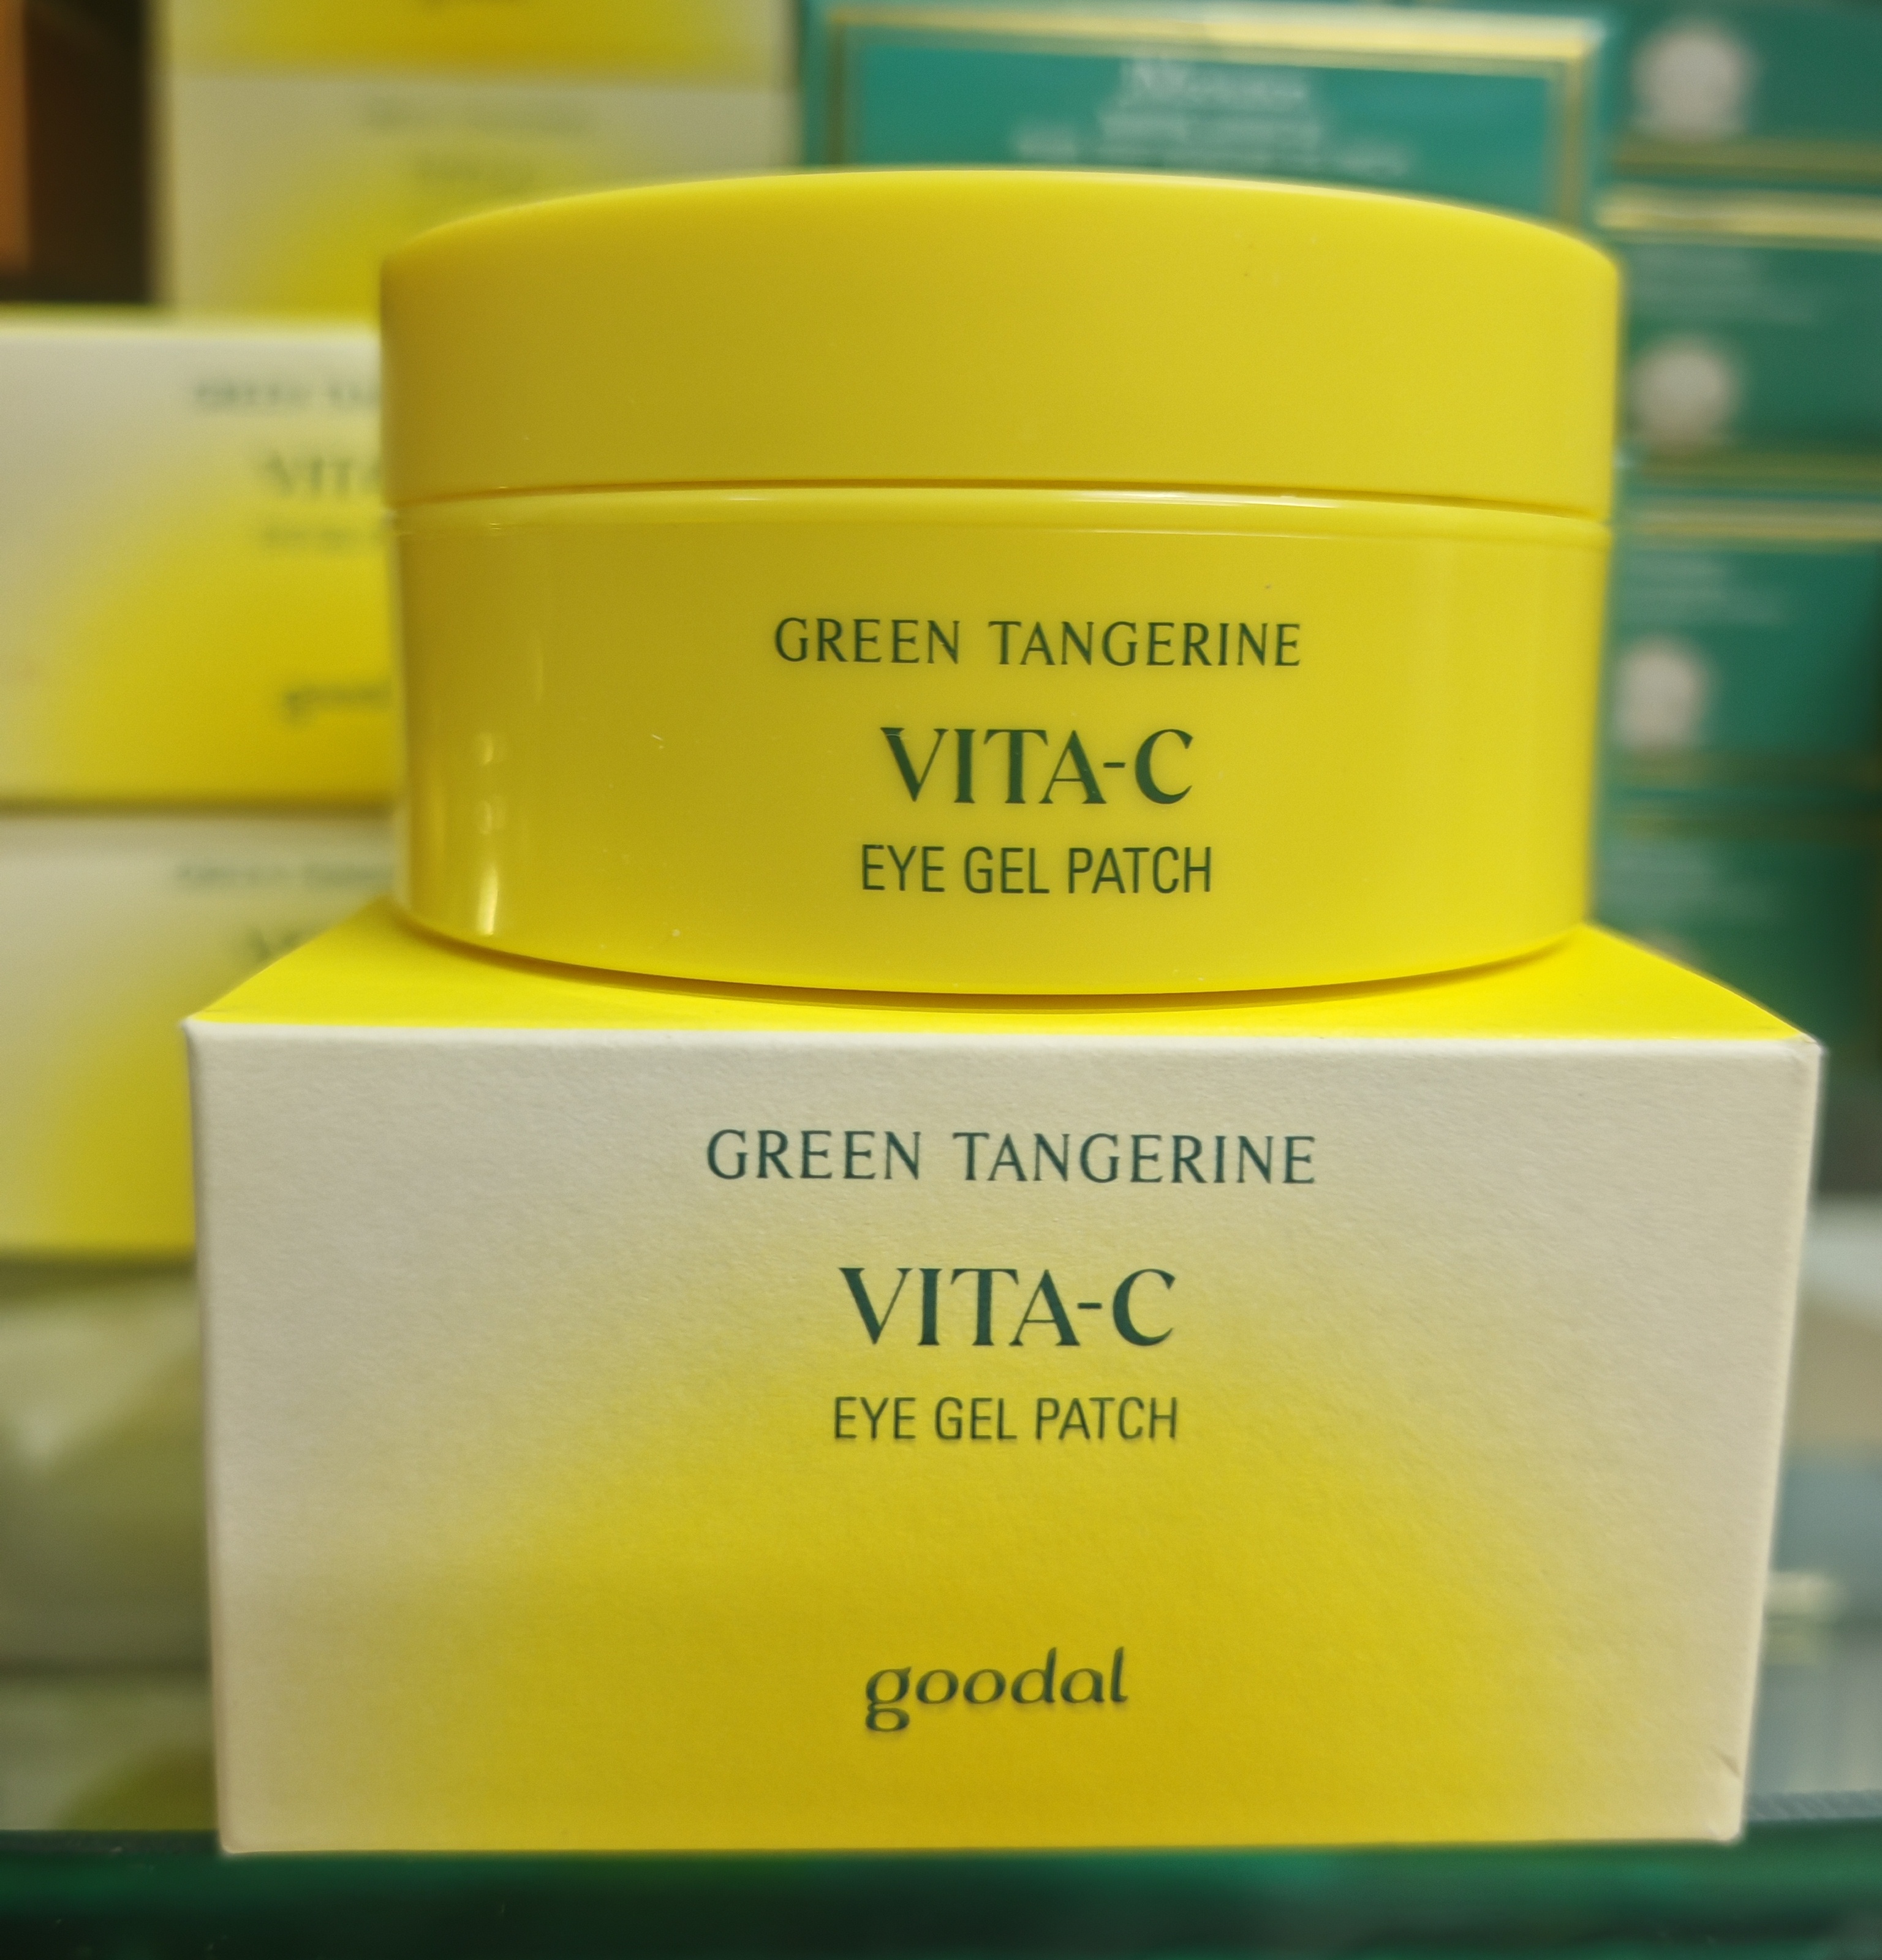 GREEN TANGERINE
VITA-C
EYE GEL PATCH
GREEN TANGERINE
VITA-C
EYE GEL PATCH
goodal